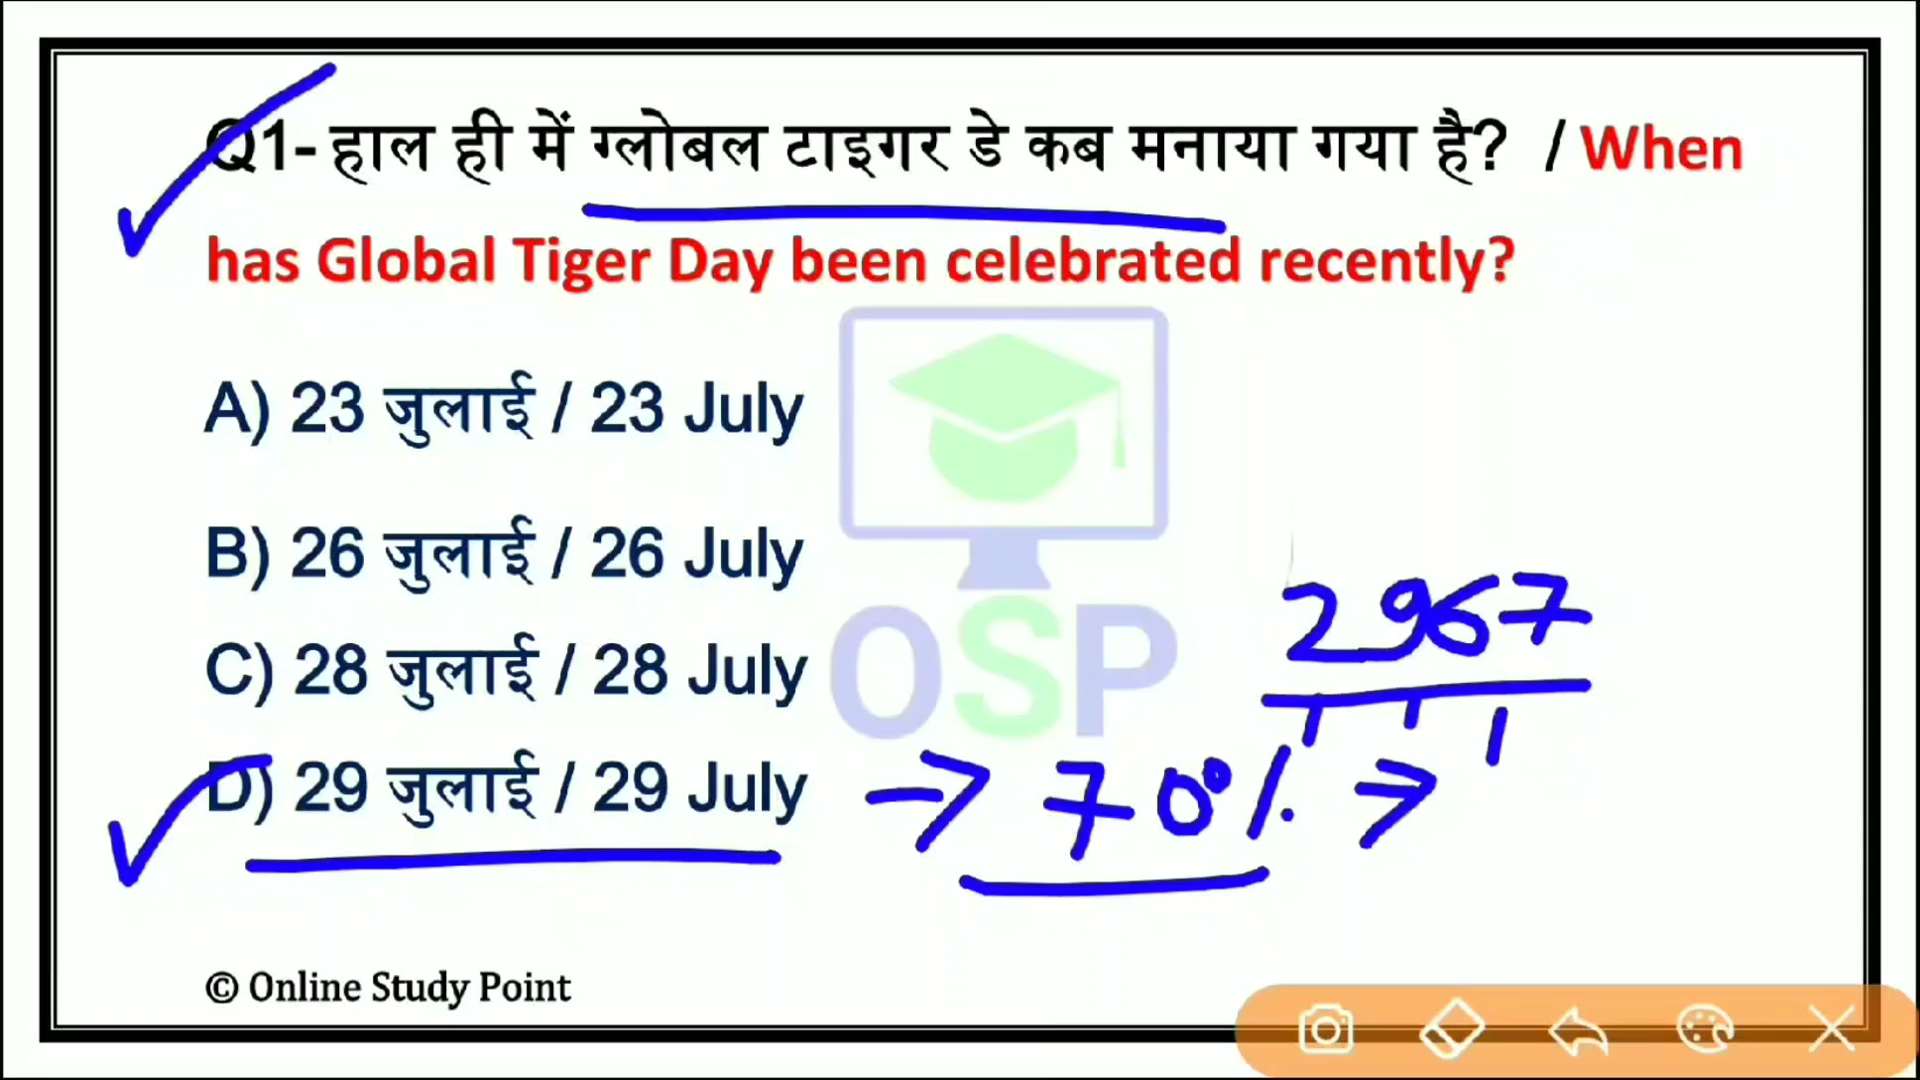 Q1- हाल ही में ग्लोबल टाइगर डे कब मनाया गया है? / When
has Global Tiger Day been celebrated recently?
A) 23 जुलाई / 23 July
B) 26 जुलाई / 26 July
C) 28 जुलाई / 28 July
D) 29 जुलाई / 29 July
OSP
2967
→ 70% →
© Online Study Point